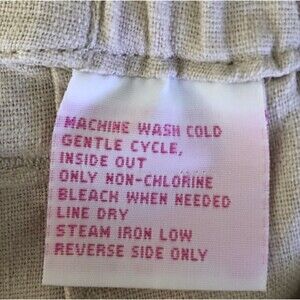 MACHINE WASH COLD
GENTLE CYCLE,
INSIDE OUT
ONLY NON-CHLORINE
BLEACH WHEN NEEDED
LINE DRY
STEAM IRON LOW
REVERSE SIDE ONLY